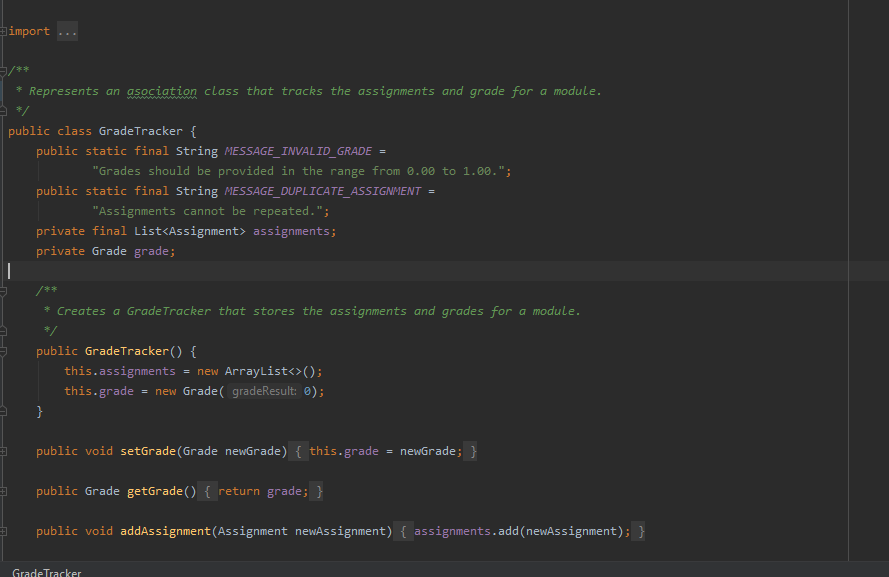 import ...
/**
 * Represents an asociation class that tracks the assignments and grade for a module.
 */
public class GradeTracker {
    public static final String MESSAGE_INVALID_GRADE =
            "Grades should be provided in the range from 0.00 to 1.00.";
    public static final String MESSAGE_DUPLICATE_ASSIGNMENT =
            "Assignments cannot be repeated.";
    private final List<Assignment> assignments;
    private Grade grade;
    /**
     * Creates a GradeTracker that stores the assignments and grades for a module.
     */
    public GradeTracker() {
        this.assignments = new ArrayList<>();
        this.grade = new Grade( gradeResult: 0);
    }
    public void setGrade(Grade newGrade) { this.grade = newGrade; }
    public Grade getGrade() { return grade; }
    public void addAssignment(Assignment newAssignment) { assignments.add(newAssignment); }
GradeTracker